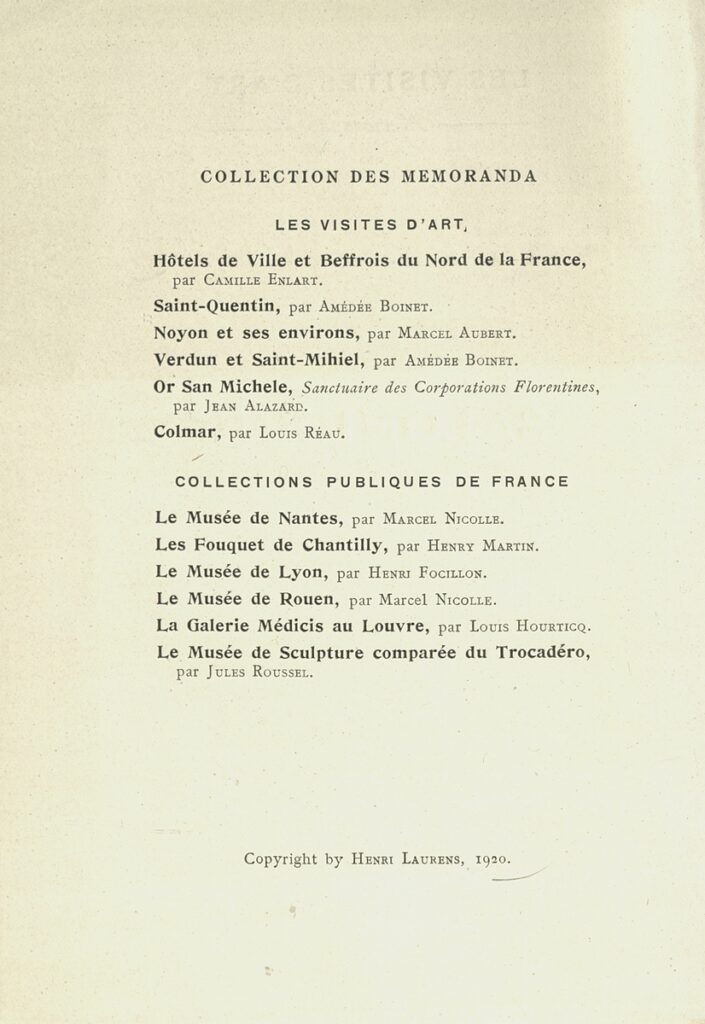 COLLECTION DES MEMORANDA
LES VISITES D'ART,
Hôtels de Ville et Beffrois du Nord de la France,
par CAMILLE ENLART.
Saint-Quentin, par AMÉDÉE BOINET.
Noyon et ses environs, par MARCEL AUBERT.
Verdun et Saint-Mihiel, par AMÉDÉE BOINET.
Or San Michele, Sanctuaire des Corporations Florentines,
par JEAN ALAZARD.
Colmar, par LOUIS RÉAU.
COLLECTIONS PUBLIQUES DE FRANCE
Le Musée de Nantes, par MARCEL NICOLLE.
Les Fouquet de Chantilly, par HENRY MARTIN.
Le Musée de Lyon, par HENRI FOCILLON.
Le Musée de Rouen, par Marcel NICOLLE.
La Galerie Médicis au Louvre, par LOUIS HOURTICQ.
Le Musée de Sculpture comparée du Trocadéro,
par JULES ROUSSEL.
Copyright by HENRI LAURENS, 1920.